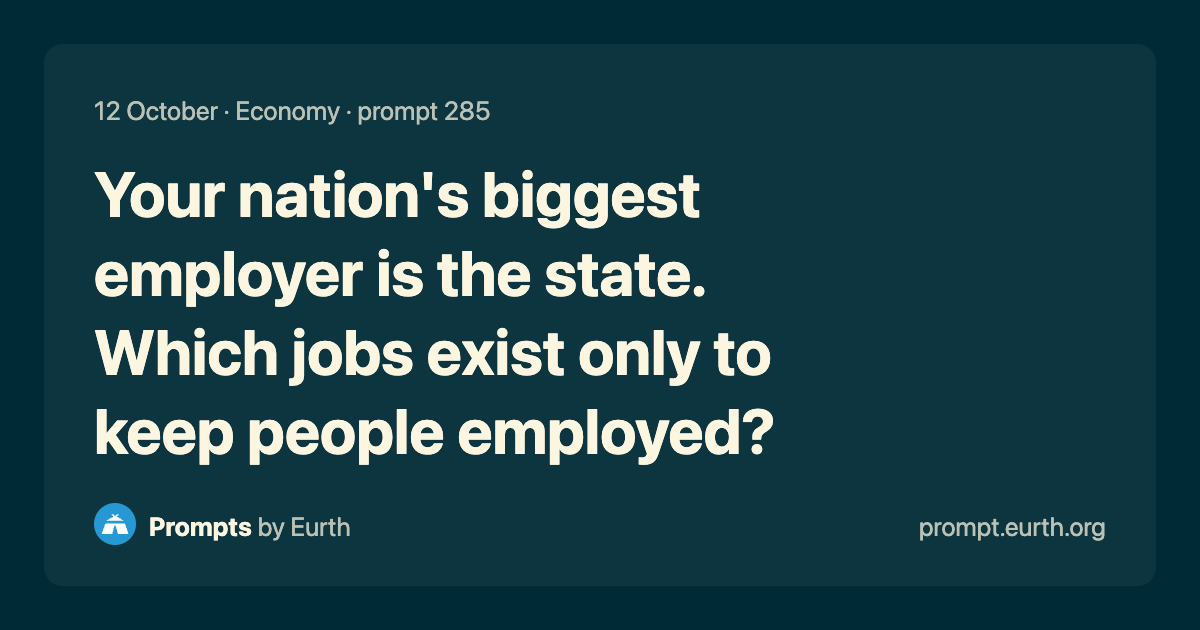 12 October · Economy · prompt 285
Your nation's biggest
employer is the state.
Which jobs exist only to
keep people employed?
Prompts by Eurth
prompt.eurth.org